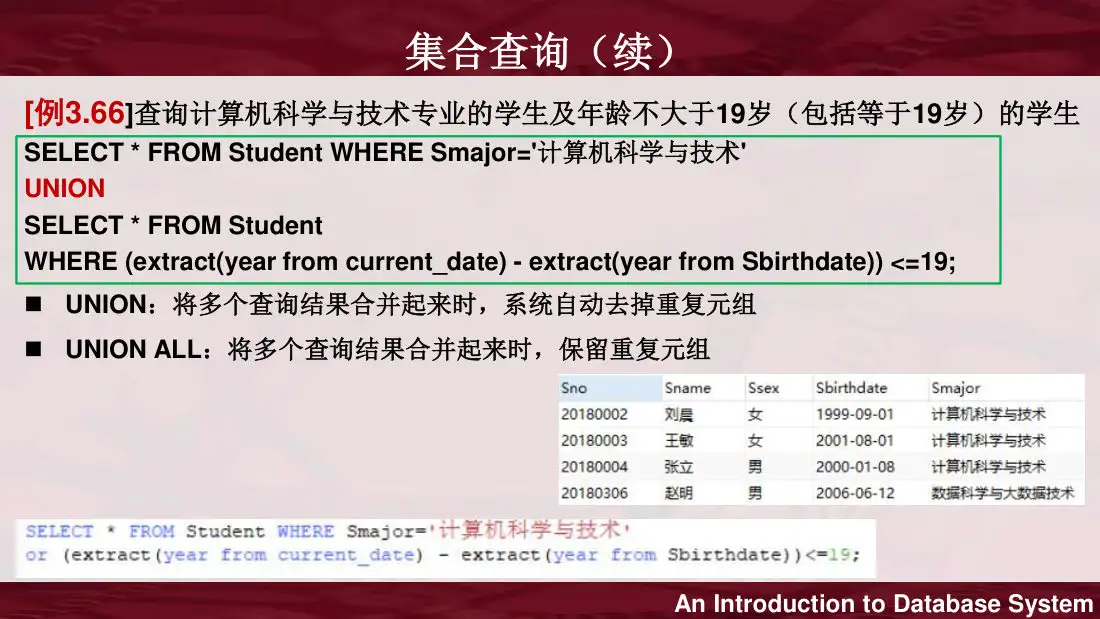 集合查询（续）
[例3.66]查询计算机科学与技术专业的学生及年龄不大于19岁（包括等于19岁）的学生
SELECT * FROM Student WHERE Smajor='计算机科学与技术'
UNION
SELECT * FROM Student
WHERE (extract(year from current_date) - extract(year from Sbirthdate)) <=19;
■ UNION：将多个查询结果合并起来时，系统自动去掉重复元组
■ UNION ALL：将多个查询结果合并起来时，保留重复元组
Sno Sname Ssex Sbirthdate Smajor
20180002 刘晨 女 1999-09-01 计算机科学与技术
20180003 王敏 女 2001-08-01 计算机科学与技术
20180004 张立 男 2000-01-08 计算机科学与技术
20180306 赵明 男 2006-06-12 数据科学与大数据技术
SELECT * FROM Student WHERE Smajor='计算机科学与技术'
or (extract(year from current_date) - extract(year from Sbirthdate))<=19;
An Introduction to Database System